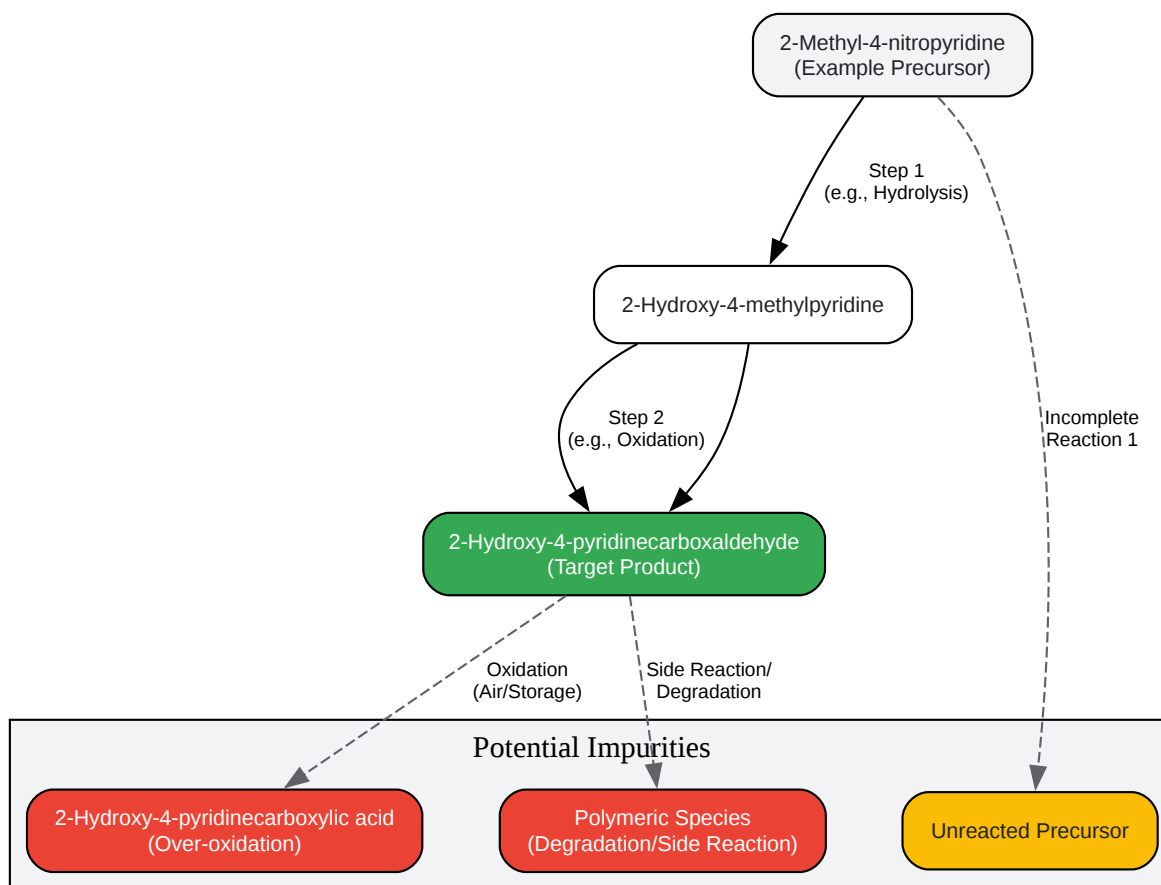 2-Methyl-4-nitropyridine
(Example Precursor)
Step 1
(e.g., Hydrolysis)
2-Hydroxy-4-methylpyridine
Step 2
(e.g., Oxidation)
Incomplete
Reaction 1
2-Hydroxy-4-pyridinecarboxaldehyde
(Target Product)
Oxidation
(Air/Storage)
Side Reaction/
Degradation
Potential Impurities
2-Hydroxy-4-pyridinecarboxylic acid
(Over-oxidation)
Polymeric Species
(Degradation/Side Reaction)
Unreacted Precursor